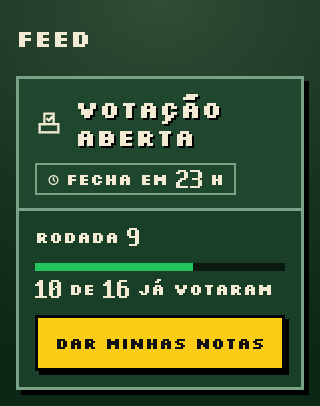 FEED
VOTAÇÃO
ABERTA
FECHA EM 23 H
RODADA 9
10 DE 16 JÁ VOTARAM
DAR MINHAS NOTAS